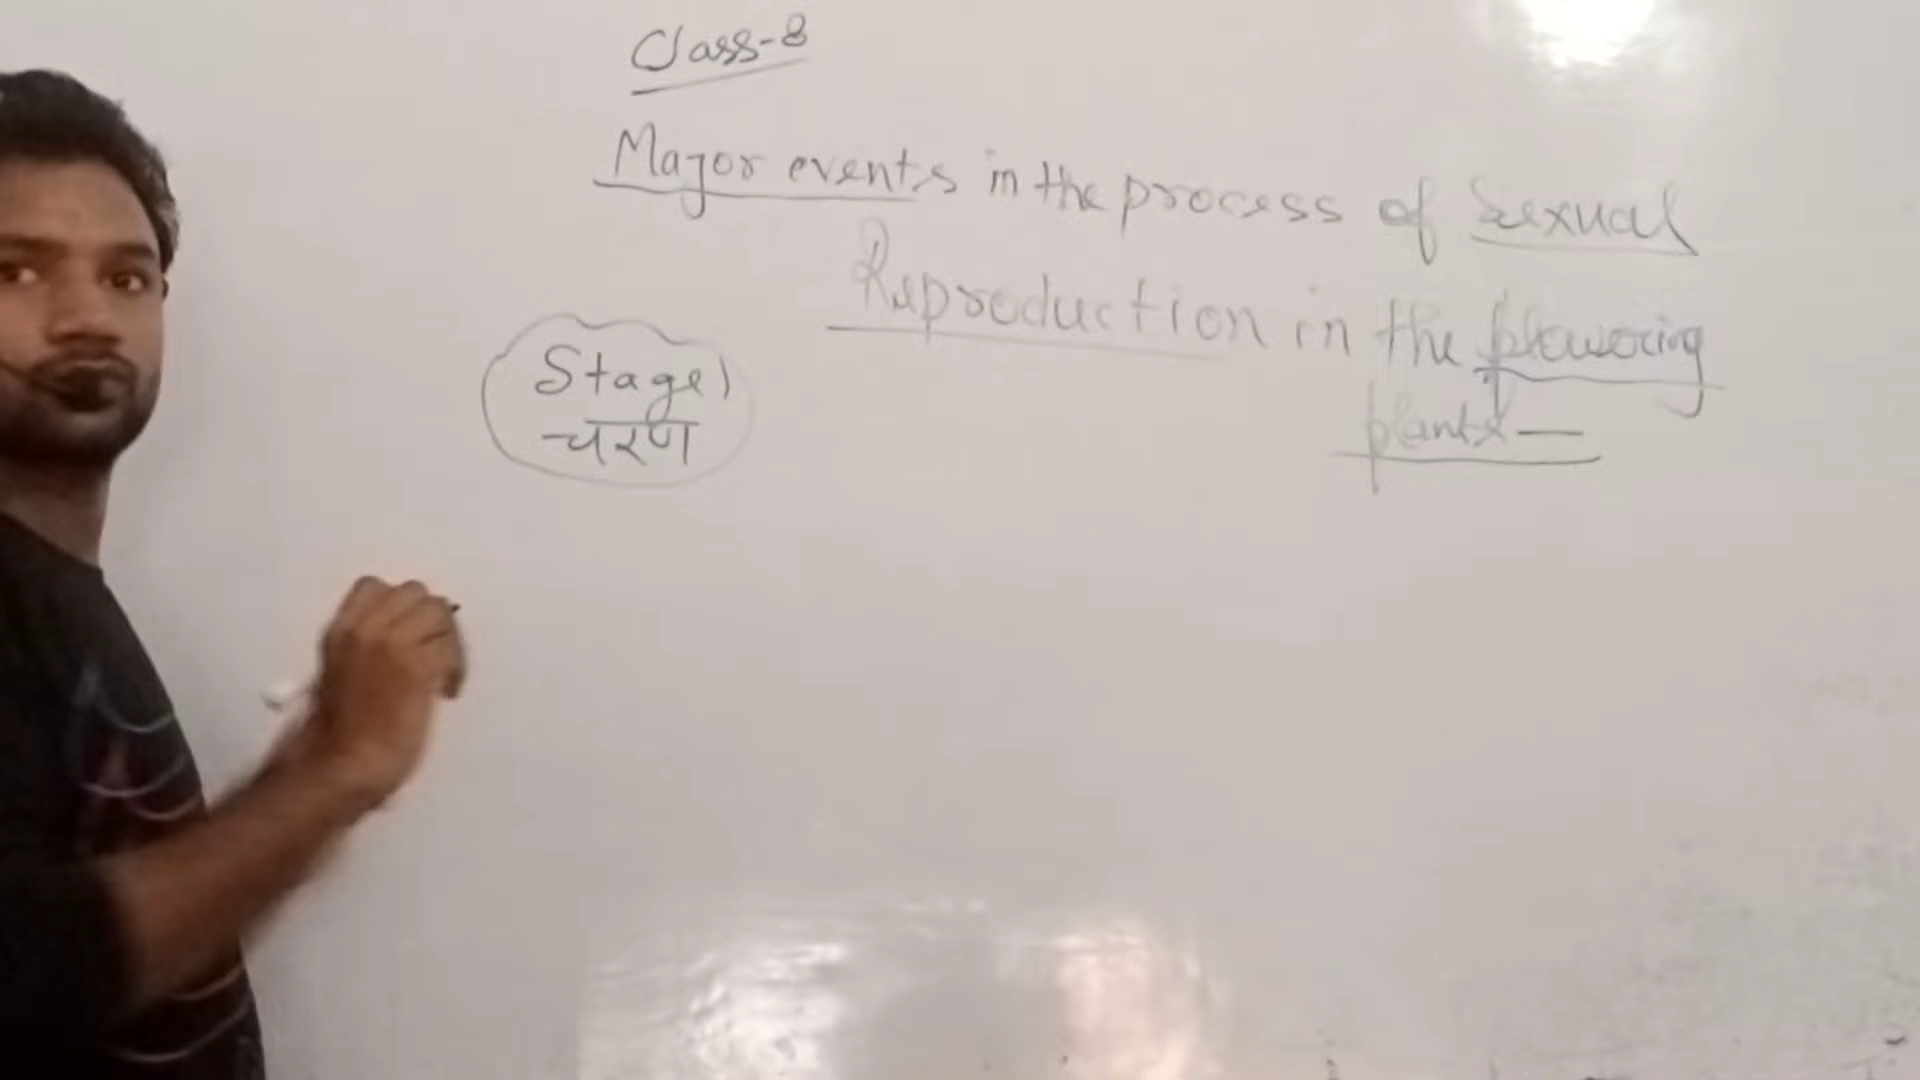 Class-8
Major events in the process of Sexual
Reproduction in the flowering
plants —
Stage)
चरण